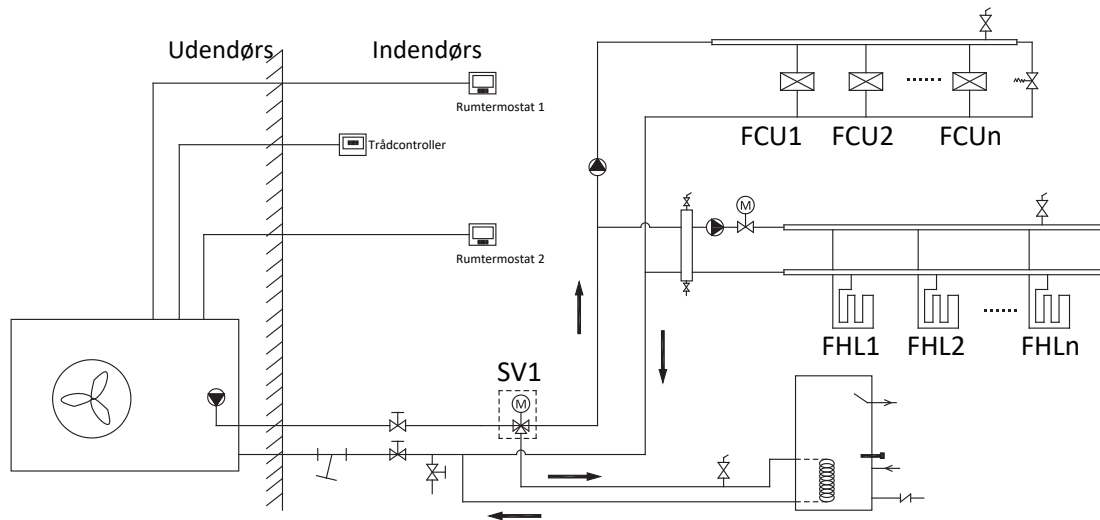 Udendørs
Indendørs
Rumtermostat 1
Trådcontroller
Rumtermostat 2
FCU1
FCU2
FCUn
M
FHL1
FHL2
FHLn
SV1
M